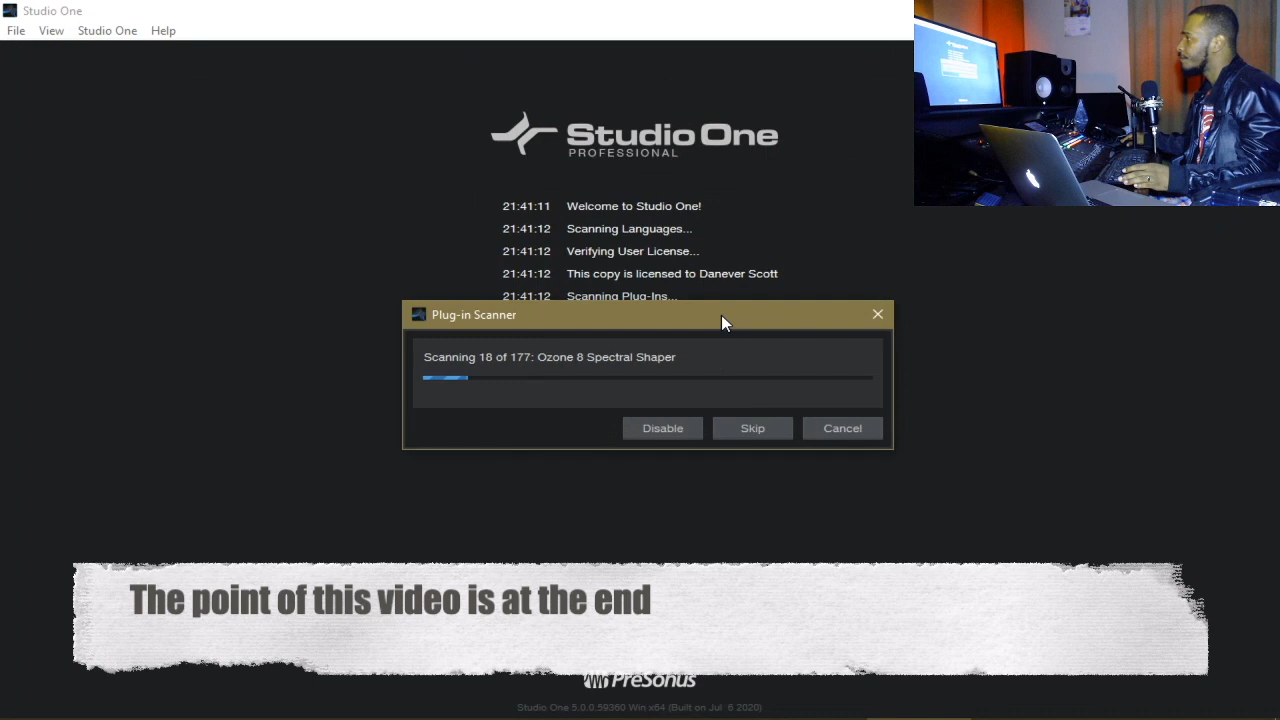 Studio One
File View Studio One Help
Studio One
PROFESSIONAL
21:41:11 Welcome to Studio One!
21:41:12 Scanning Languages...
21:41:12 Verifying User License...
21:41:12 This copy is licensed to Danever Scott
21:41:12 Scanning Plug-Ins...
Plug-in Scanner
Scanning 18 of 177: Ozone 8 Spectral Shaper
Disable Skip Cancel
The point of this video is at the end
PreSonus
Studio One 5.0.0.59360 Win x64 (Built on Jul 6 2020)